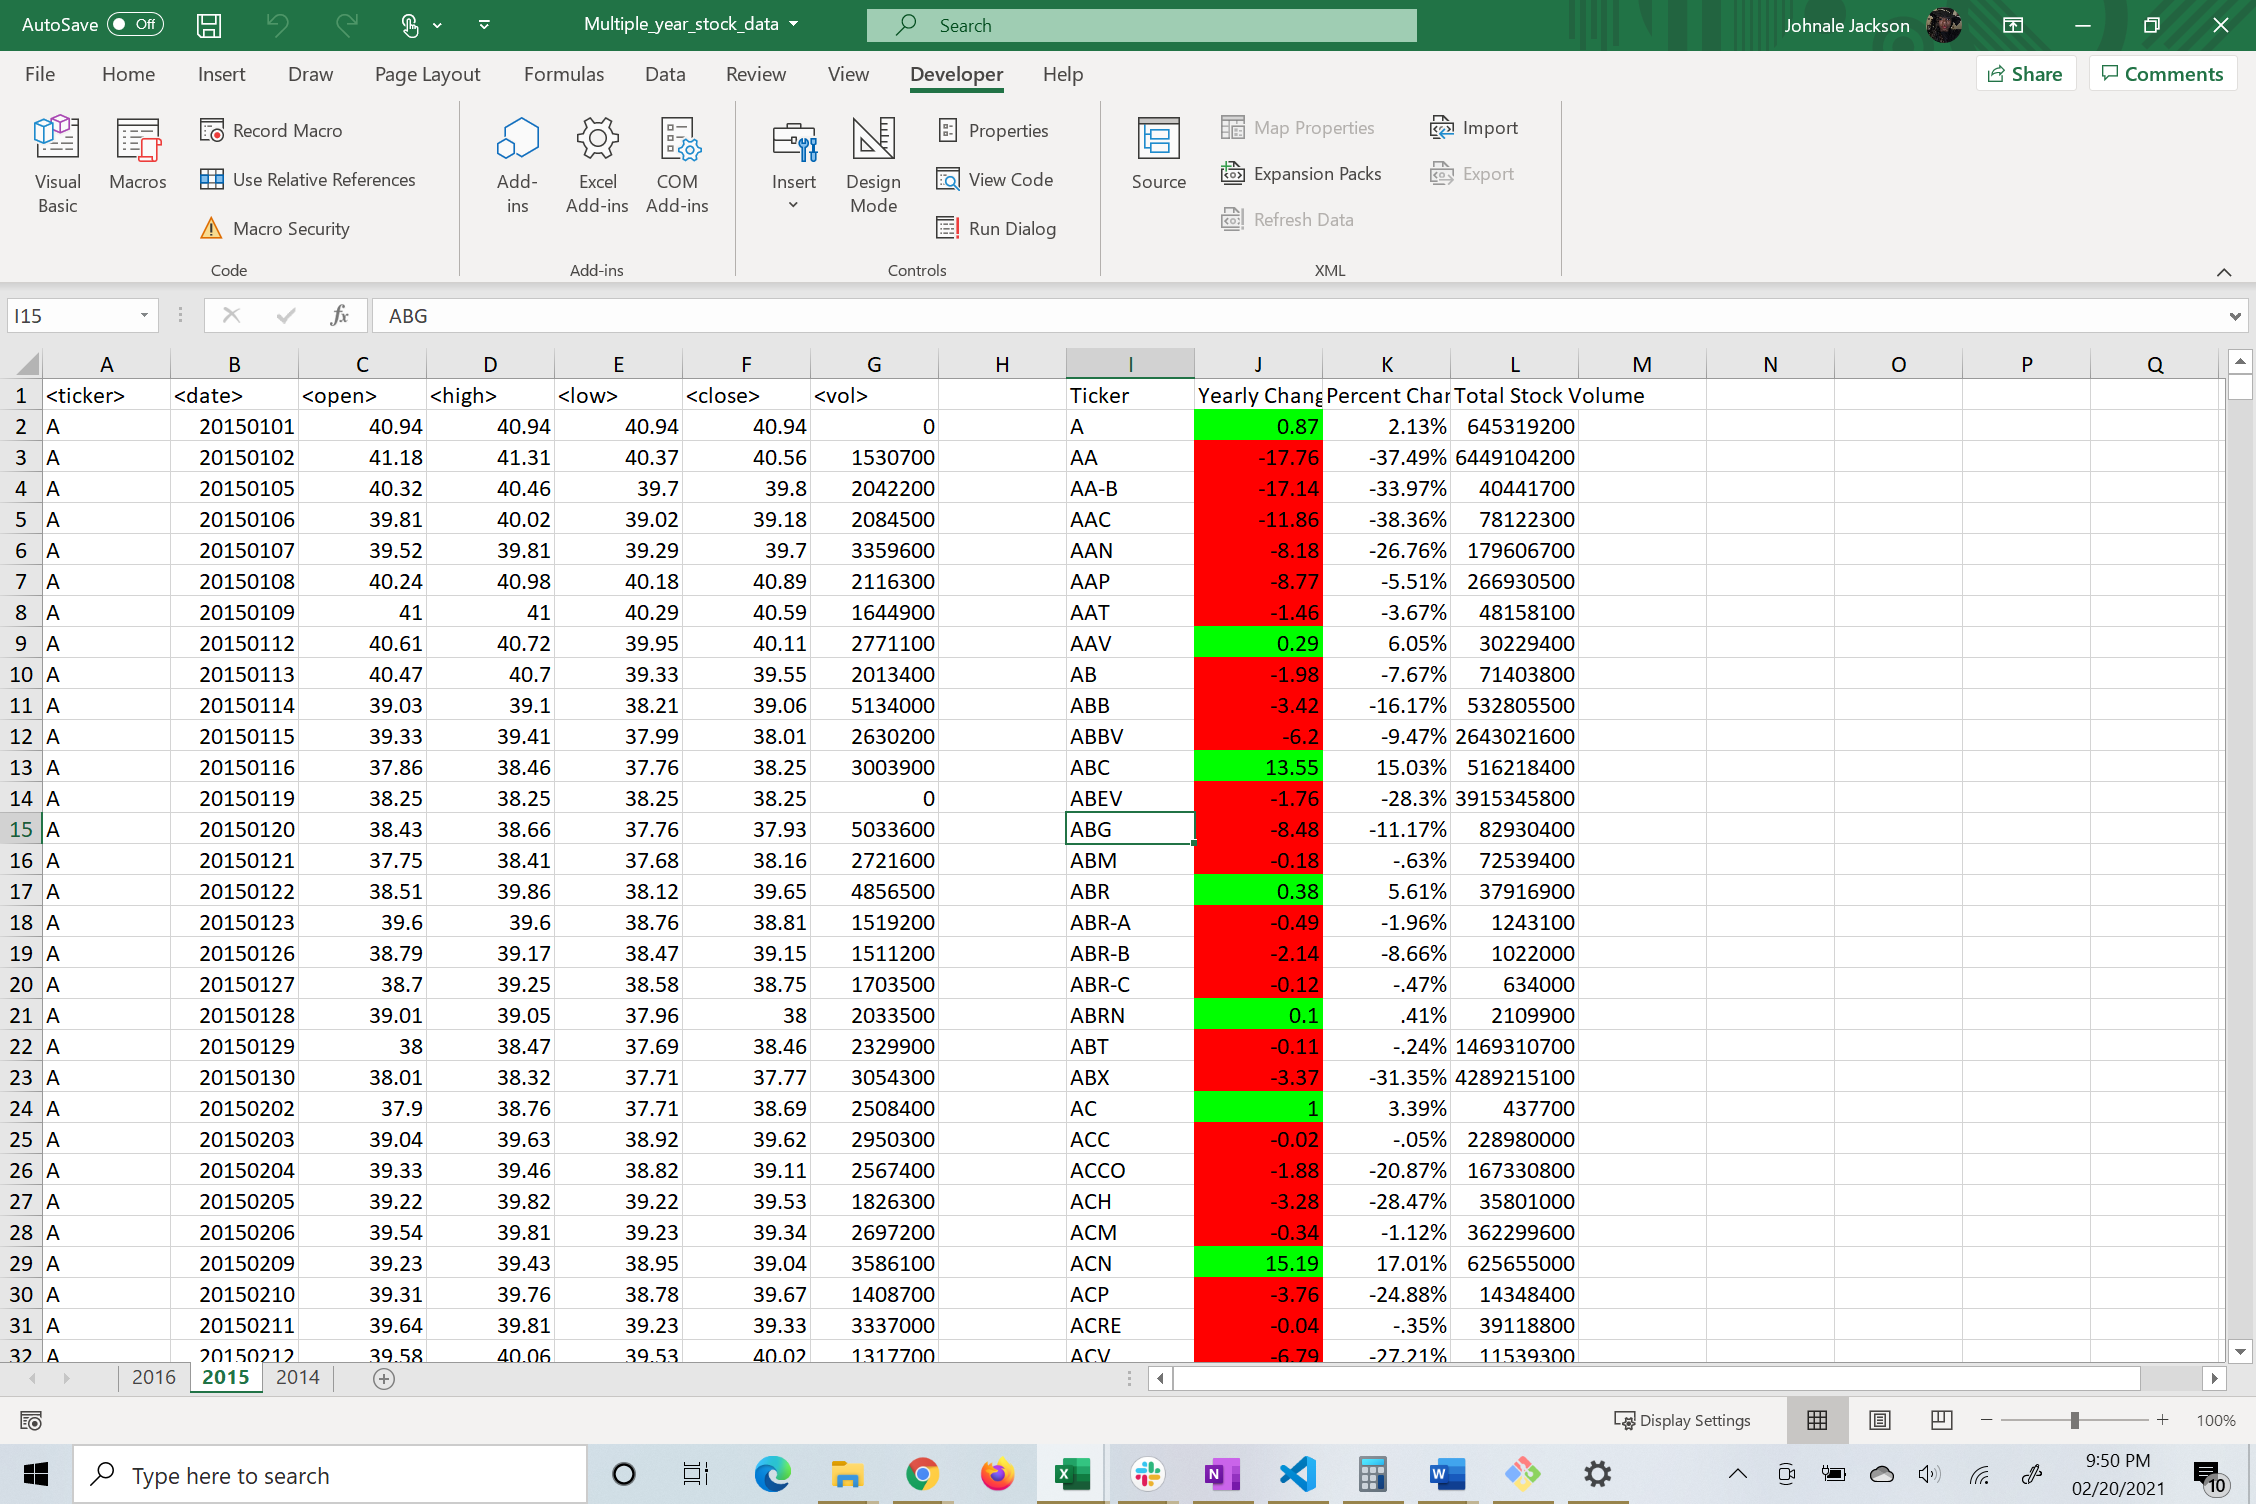 AutoSave Off Multiple_year_stock_data Search Johnale Jackson
File Home Insert Draw Page Layout Formulas Data Review View Developer Help Share Comments
Visual Basic
Macros
Record Macro
Use Relative References
Macro Security
Code
Add-ins
Excel Add-ins
COM Add-ins
Add-ins
Insert
Design Mode
Properties
View Code
Run Dialog
Controls
Source
Map Properties
Expansion Packs
Refresh Data
Import
Export
XML
I15 fx ABG
A B C D E F G H I J K L M N O P Q
1 <ticker> <date> <open> <high> <low> <close> <vol> Ticker Yearly Chang Percent Char Total Stock Volume
2 A 20150101 40.94 40.94 40.94 40.94 0 A 0.87 2.13% 645319200
3 A 20150102 41.18 41.31 40.37 40.56 1530700 AA -17.76 -37.49% 6449104200
4 A 20150105 40.32 40.46 39.7 39.8 2042200 AA-B -17.14 -33.97% 40441700
5 A 20150106 39.81 40.02 39.02 39.18 2084500 AAC -11.86 -38.36% 78122300
6 A 20150107 39.52 39.81 39.29 39.7 3359600 AAN -8.18 -26.76% 179606700
7 A 20150108 40.24 40.98 40.18 40.89 2116300 AAP -8.77 -5.51% 266930500
8 A 20150109 41 41 40.29 40.59 1644900 AAT -1.46 -3.67% 48158100
9 A 20150112 40.61 40.72 39.95 40.11 2771100 AAV 0.29 6.05% 30229400
10 A 20150113 40.47 40.7 39.33 39.55 2013400 AB -1.98 -7.67% 71403800
11 A 20150114 39.03 39.1 38.21 39.06 5134000 ABB -3.42 -16.17% 532805500
12 A 20150115 39.33 39.41 37.99 38.01 2630200 ABBV -6.2 -9.47% 2643021600
13 A 20150116 37.86 38.46 37.76 38.25 3003900 ABC 13.55 15.03% 516218400
14 A 20150119 38.25 38.25 38.25 38.25 0 ABEV -1.76 -28.3% 3915345800
15 A 20150120 38.43 38.66 37.76 37.93 5033600 ABG -8.48 -11.17% 82930400
16 A 20150121 37.75 38.41 37.68 38.16 2721600 ABM -0.18 -.63% 72539400
17 A 20150122 38.51 39.86 38.12 39.65 4856500 ABR 0.38 5.61% 37916900
18 A 20150123 39.6 39.6 38.76 38.81 1519200 ABR-A -0.49 -1.96% 1243100
19 A 20150126 38.79 39.17 38.47 39.15 1511200 ABR-B -2.14 -8.66% 1022000
20 A 20150127 38.7 39.25 38.58 38.75 1703500 ABR-C -0.12 -.47% 634000
21 A 20150128 39.01 39.05 37.96 38 2033500 ABRN 0.1 .41% 2109900
22 A 20150129 38 38.47 37.69 38.46 2329900 ABT -0.11 -.24% 1469310700
23 A 20150130 38.01 38.32 37.71 37.77 3054300 ABX -3.37 -31.35% 4289215100
24 A 20150202 37.9 38.76 37.71 38.69 2508400 AC 1 3.39% 437700
25 A 20150203 39.04 39.63 38.92 39.62 2950300 ACC -0.02 -.05% 228980000
26 A 20150204 39.33 39.46 38.82 39.11 2567400 ACCO -1.88 -20.87% 167330800
27 A 20150205 39.22 39.82 39.22 39.53 1826300 ACH -3.28 -28.47% 35801000
28 A 20150206 39.54 39.81 39.23 39.34 2697200 ACM -0.34 -1.12% 362299600
29 A 20150209 39.23 39.43 38.95 39.04 3586100 ACN 15.19 17.01% 625655000
30 A 20150210 39.31 39.76 38.78 39.67 1408700 ACP -3.76 -24.88% 14348400
31 A 20150211 39.64 39.81 39.23 39.33 3337000 ACRE -0.04 -.35% 39118800
32 A 20150212 39.58 40.06 39.53 40.02 1317700 ACV -6.79 -27.21% 11539300
2016 2015 2014
Display Settings 100%
Type here to search
9:50 PM
02/20/2021
10